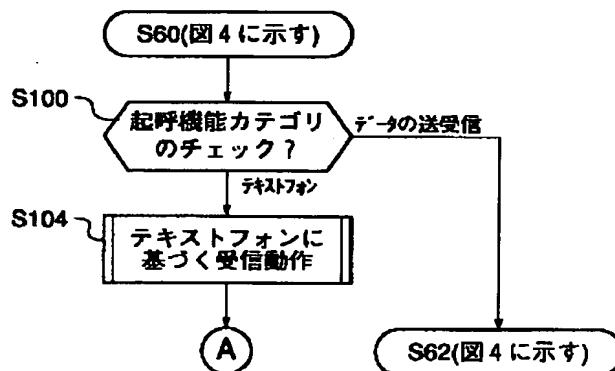 S60(図4に示す)
S100
起呼機能カテゴリ
のチェック?
データの送受信
テキストフォン
S104
テキストフォンに
基づく受信動作
A
S62(図4に示す)